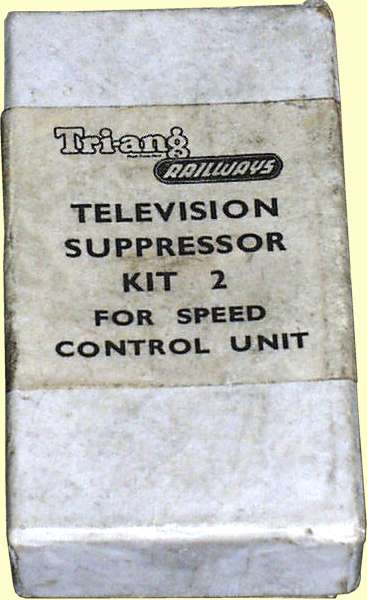 Tri-ang
RAILWAYS
TELEVISION
SUPPRESSOR
KIT 2
FOR SPEED
CONTROL UNIT